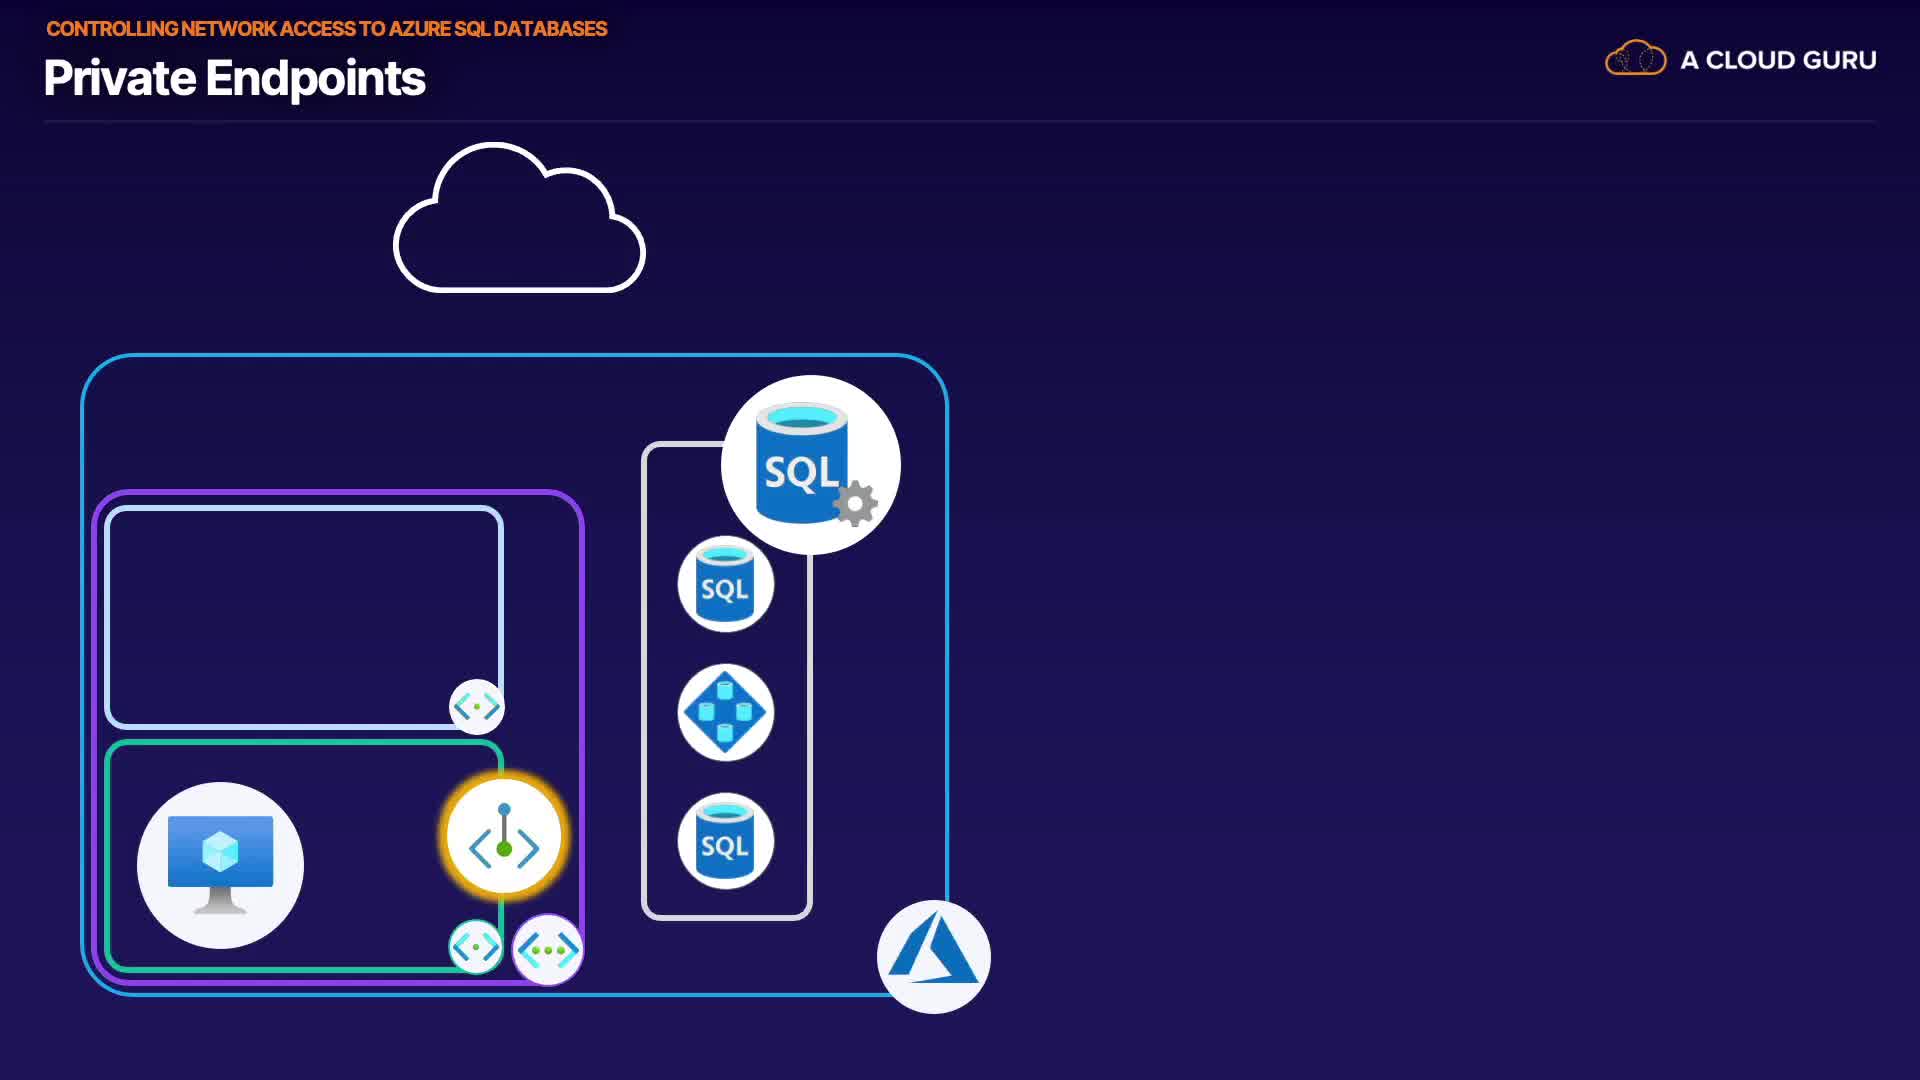 CONTROLLING NETWORK ACCESS TO AZURE SQL DATABASES
Private Endpoints
A CLOUD GURU
SQL
SQL
SQL